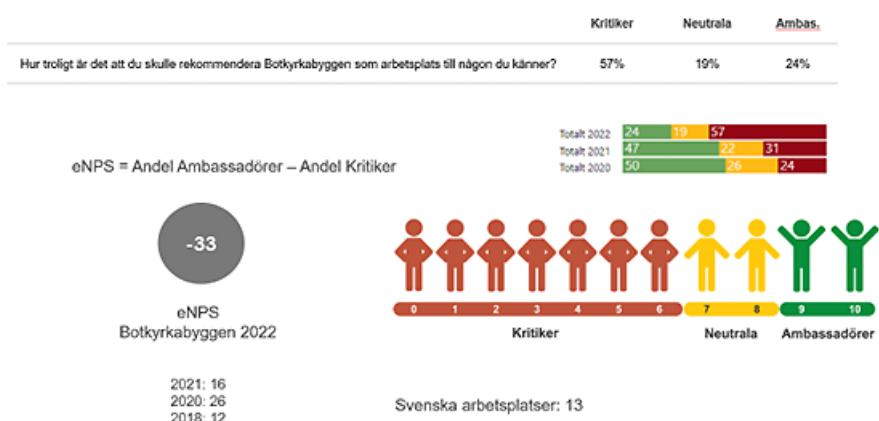 Kritiker Neutrala Ambas.
Hur troligt är det att du skulle rekommendera Botkyrkabyggen som arbetsplats till någon du känner? 57% 19% 24%
Totalt 2022 24 19 57
Totalt 2021 47 22 31
Totalt 2020 50 26 24
eNPS = Andel Ambassadörer – Andel Kritiker
-33
eNPS
Botkyrkabyggen 2022
0 1 2 3 4 5 6 7 8 9 10
Kritiker Neutrala Ambassadörer
2021: 16
2020: 26
2018: 12
Svenska arbetsplatser: 13